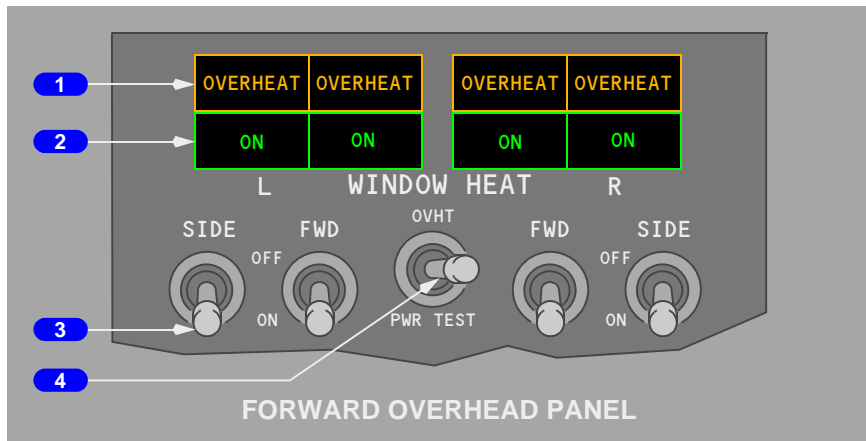 1
OVERHEAT OVERHEAT OVERHEAT OVERHEAT
2
ON ON ON ON
L WINDOW HEAT R
OVHT
SIDE FWD FWD SIDE
OFF OFF
3
ON PWR TEST ON
4
FORWARD OVERHEAD PANEL